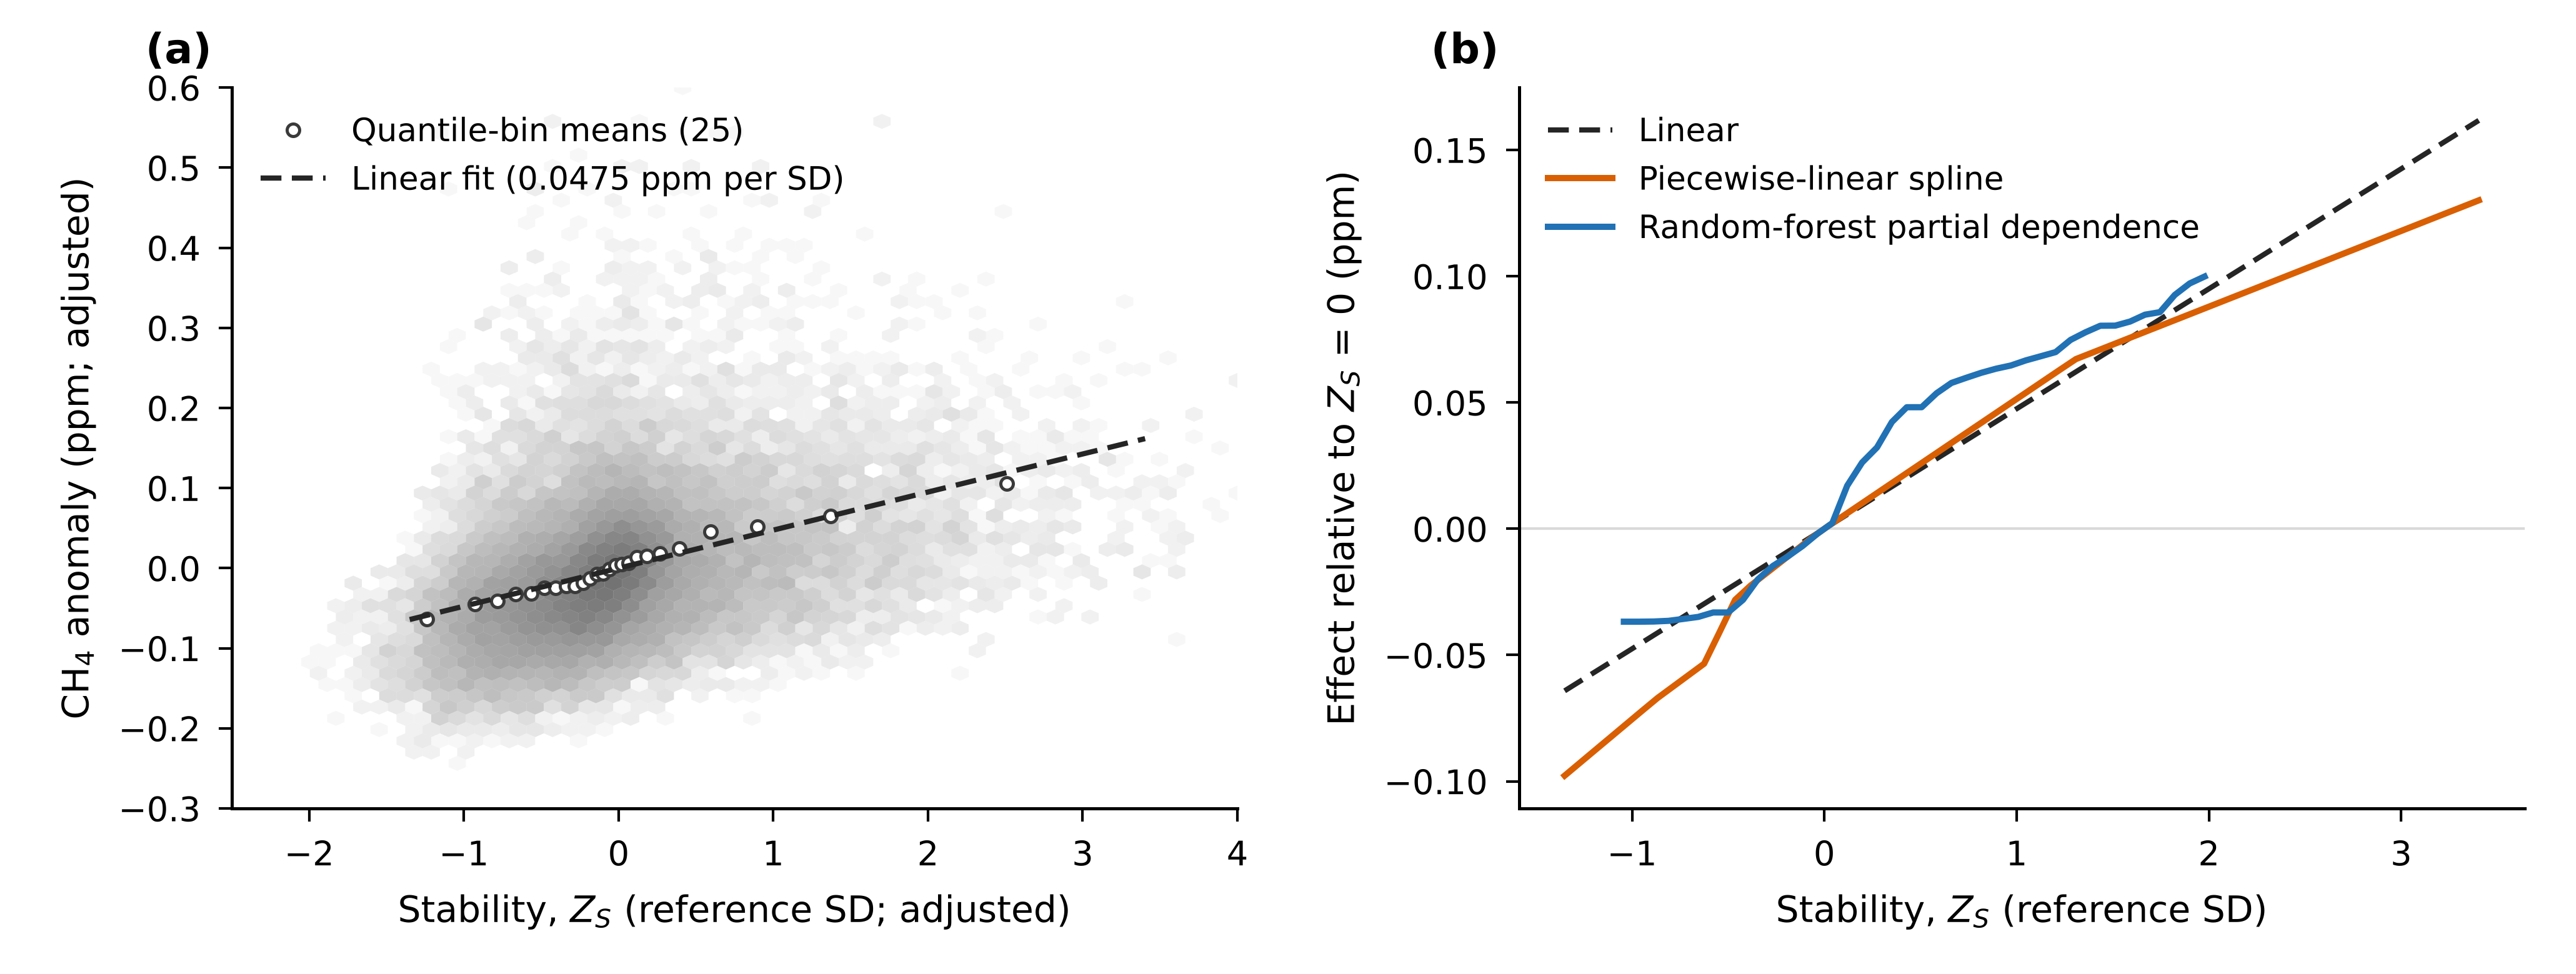 (a)
0.6
0.5
0.4
0.3
0.2
0.1
0.0
−0.1
−0.2
−0.3
CH4 anomaly (ppm; adjusted)
Quantile-bin means (25)
Linear fit (0.0475 ppm per SD)
−2 −1 0 1 2 3 4
Stability, ZS (reference SD; adjusted)
(b)
0.15
0.10
0.05
0.00
−0.05
−0.10
Effect relative to ZS = 0 (ppm)
Linear
Piecewise-linear spline
Random-forest partial dependence
−1 0 1 2 3
Stability, ZS (reference SD)